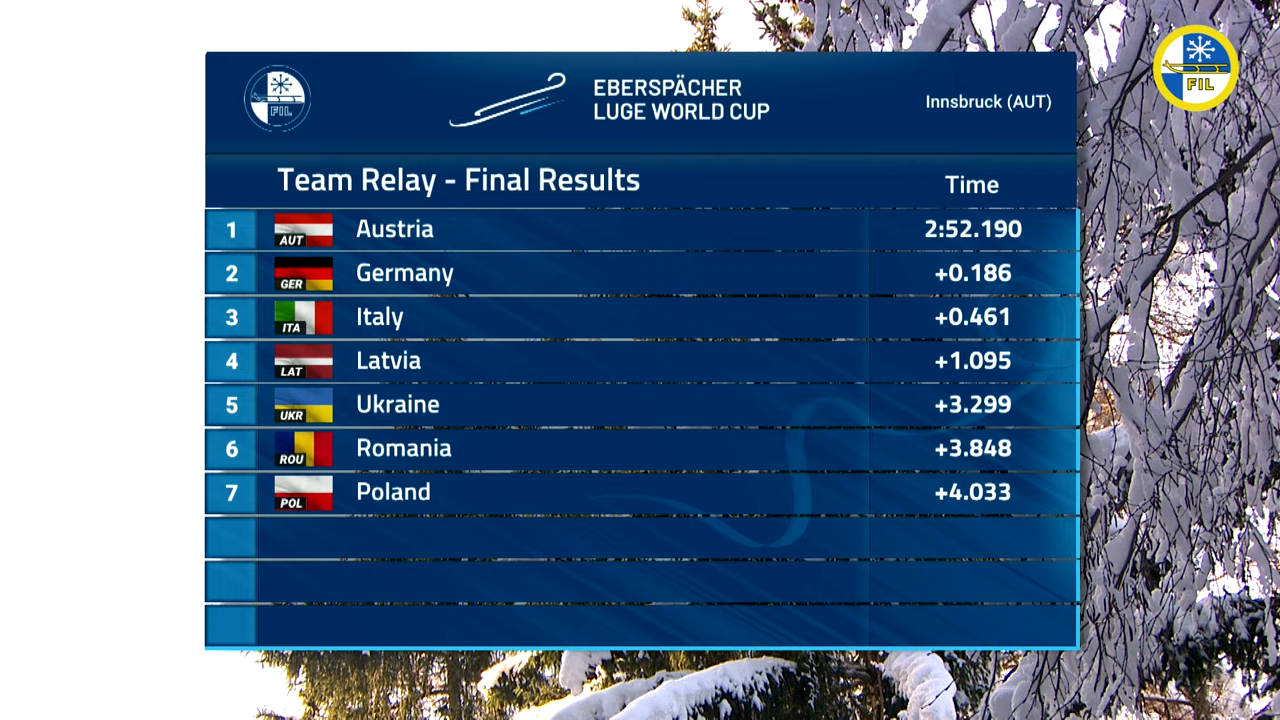 FIL
EBERSPÄCHER
LUGE WORLD CUP
Innsbruck (AUT)
FIL
Team Relay - Final Results
Time
1 AUT Austria 2:52.190
2 GER Germany +0.186
3 ITA Italy +0.461
4 LAT Latvia +1.095
5 UKR Ukraine +3.299
6 ROU Romania +3.848
7 POL Poland +4.033